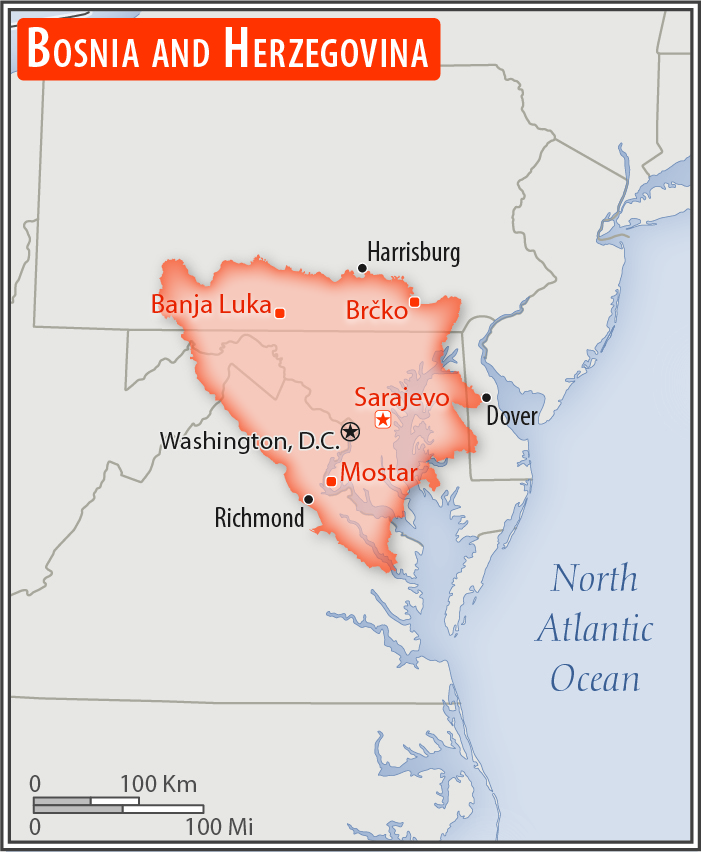 BOSNIA AND HERZEGOVINA
Harrisburg
Banja Luka
Brčko
Sarajevo
Dover
Washington, D.C.
Mostar
Richmond
North
Atlantic
Ocean
0 100 Km
0 100 Mi